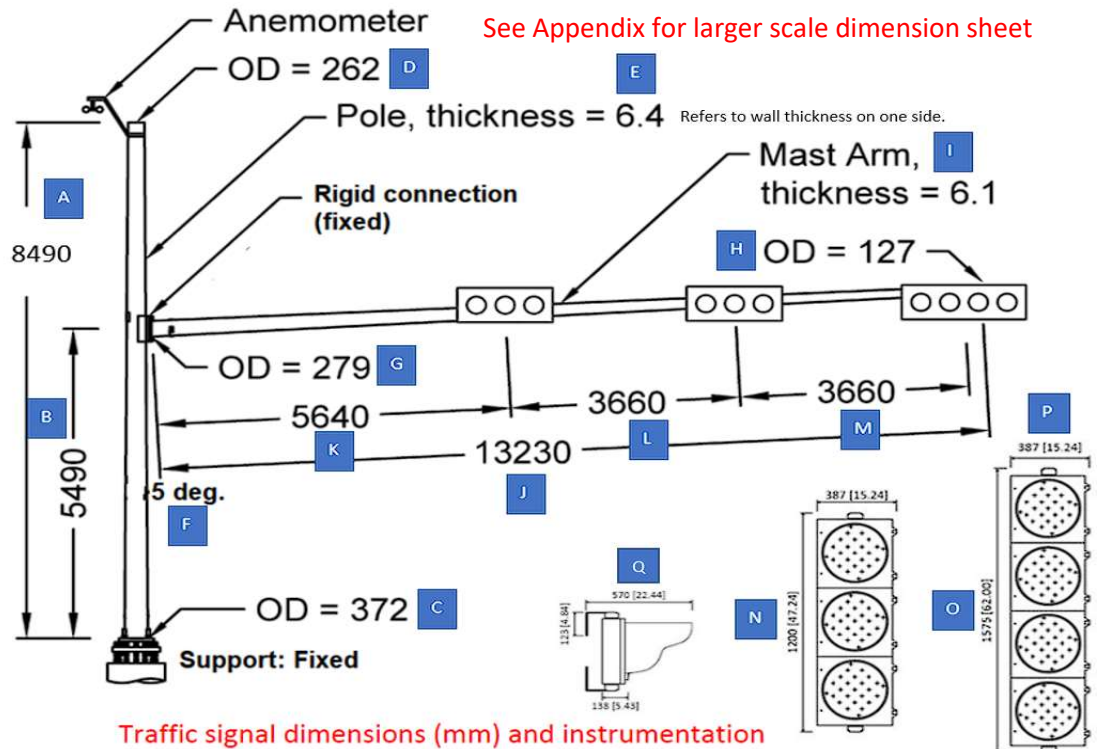 Anemometer
See Appendix for larger scale dimension sheet
OD = 262 D
E
Pole, thickness = 6.4 Refers to wall thickness on one side.
Mast Arm, I
thickness = 6.1
A
Rigid connection
(fixed)
8490
H OD = 127
OD = 279 G
B
5640
3660
3660
P
K
L
M
13230
387 [15.24]
5490
5 deg.
J
387 [15.24]
F
Q
570 [22.44]
OD = 372 C
123 [4.84]
N
1200 [47.24]
O
1575 [62.00]
Support: Fixed
138 [5.43]
Traffic signal dimensions (mm) and instrumentation